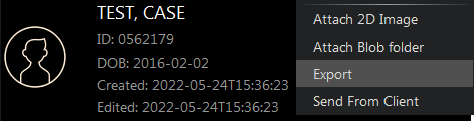 TEST, CASE
ID: 0562179
DOB: 2016-02-02
Created: 2022-05-24T15:36:23
Edited: 2022-05-24T15:36:23
Attach 2D Image
Attach Blob folder
Export
Send From Client